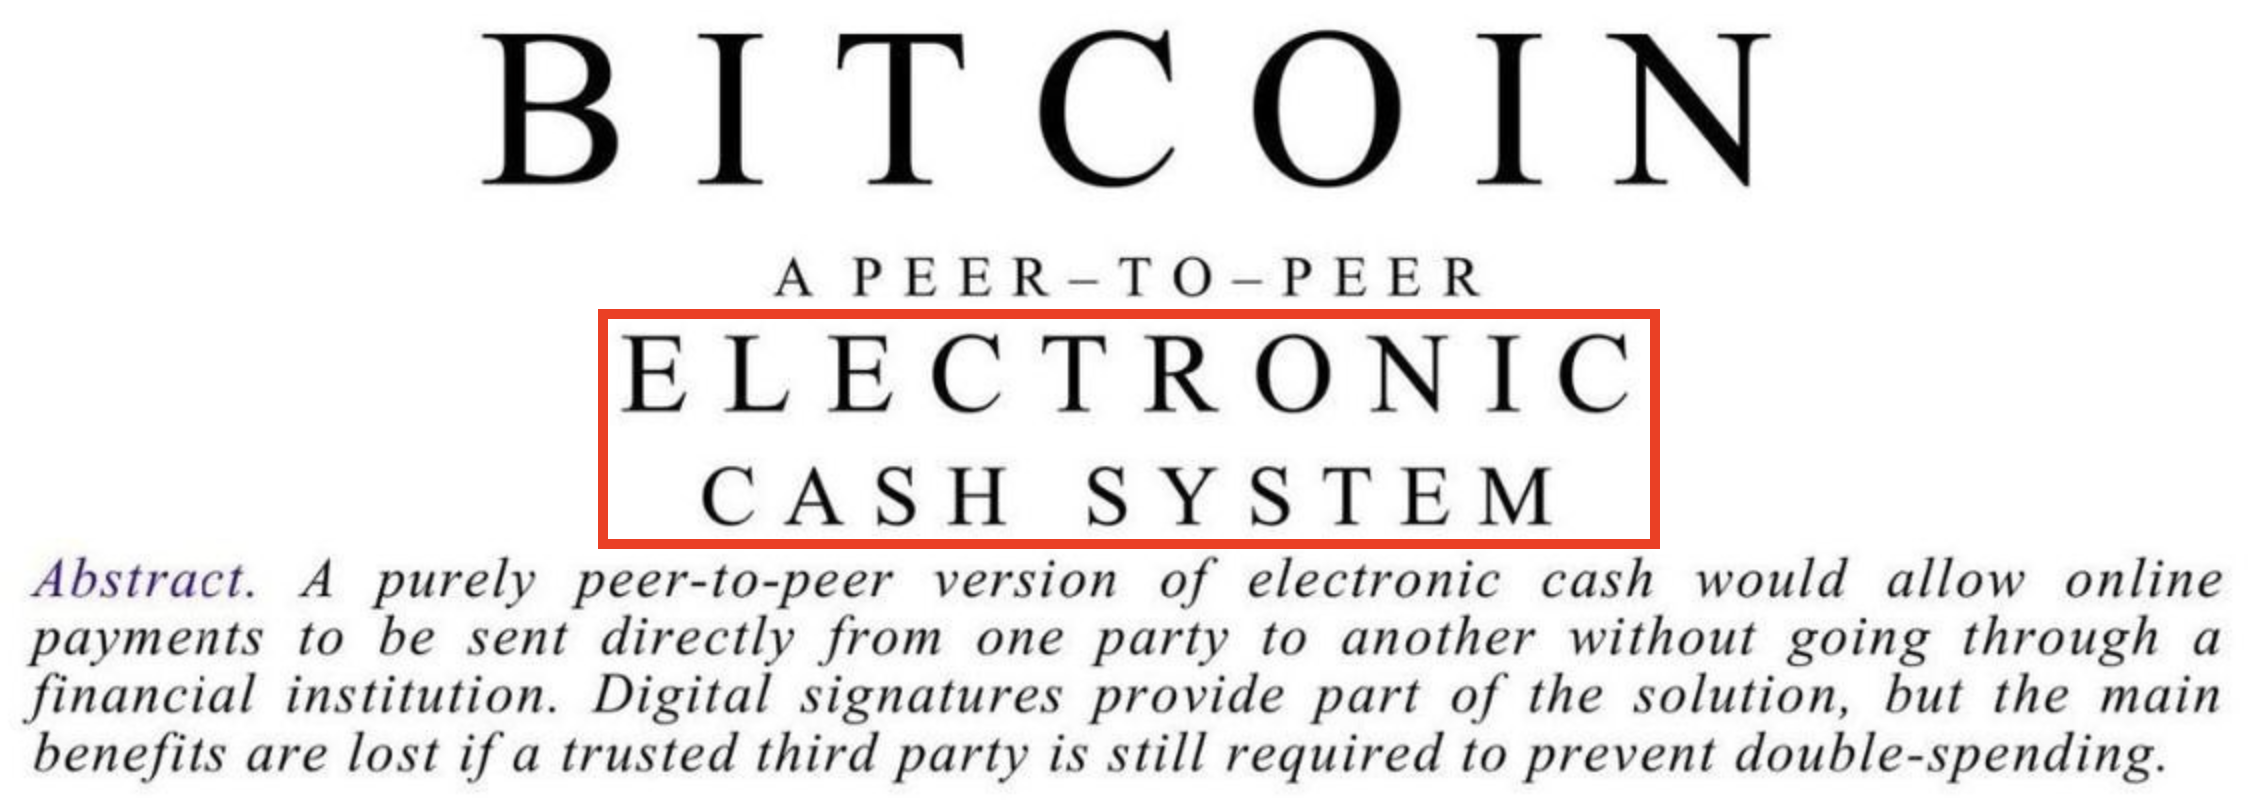 BITCOIN
A PEER–TO–PEER
ELECTRONIC
CASH SYSTEM
Abstract. A purely peer-to-peer version of electronic cash would allow online
payments to be sent directly from one party to another without going through a
financial institution. Digital signatures provide part of the solution, but the main
benefits are lost if a trusted third party is still required to prevent double-spending.